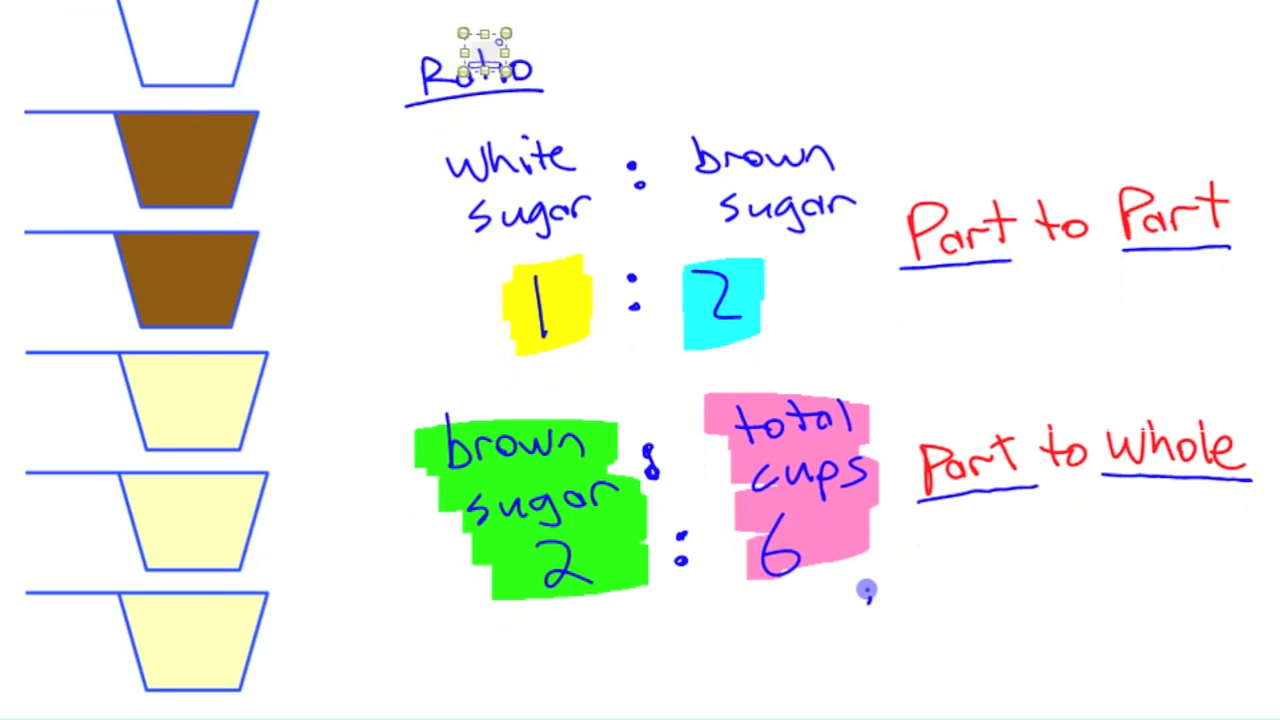 Ratio
white : brown
sugar sugar
1 : 2
Part to Part
brown : total
sugar cups
2 : 6
Part to Whole